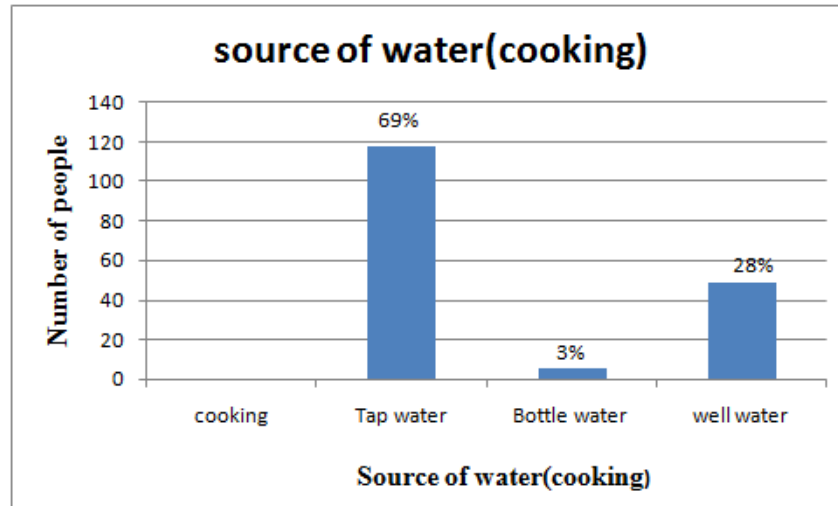 source of water(cooking)
Number of people
140
120
100
80
60
40
20
0
69%
3%
28%
cooking Tap water Bottle water well water
Source of water(cooking)